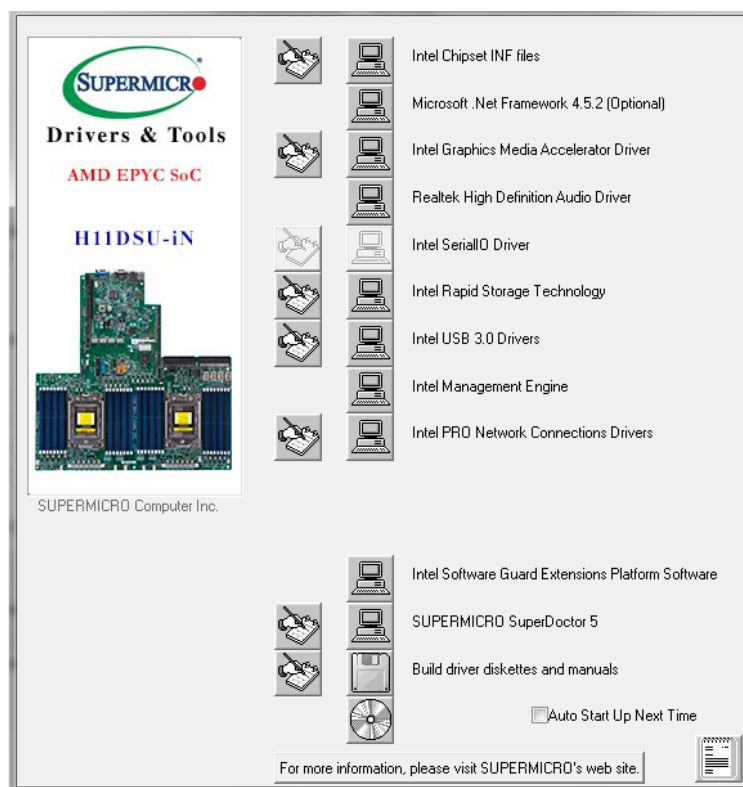 SUPERMICRO
Drivers & Tools
AMD EPYC SoC
H11DSU-iN
SUPERMICRO Computer Inc.
Intel Chipset INF files
Microsoft .Net Framework 4.5.2 (Optional)
Intel Graphics Media Accelerator Driver
Realtek High Definition Audio Driver
Intel SerialIO Driver
Intel Rapid Storage Technology
Intel USB 3.0 Drivers
Intel Management Engine
Intel PRO Network Connections Drivers
Intel Software Guard Extensions Platform Software
SUPERMICRO SuperDoctor 5
Build driver diskettes and manuals
Auto Start Up Next Time
For more information, please visit SUPERMICRO's web site.